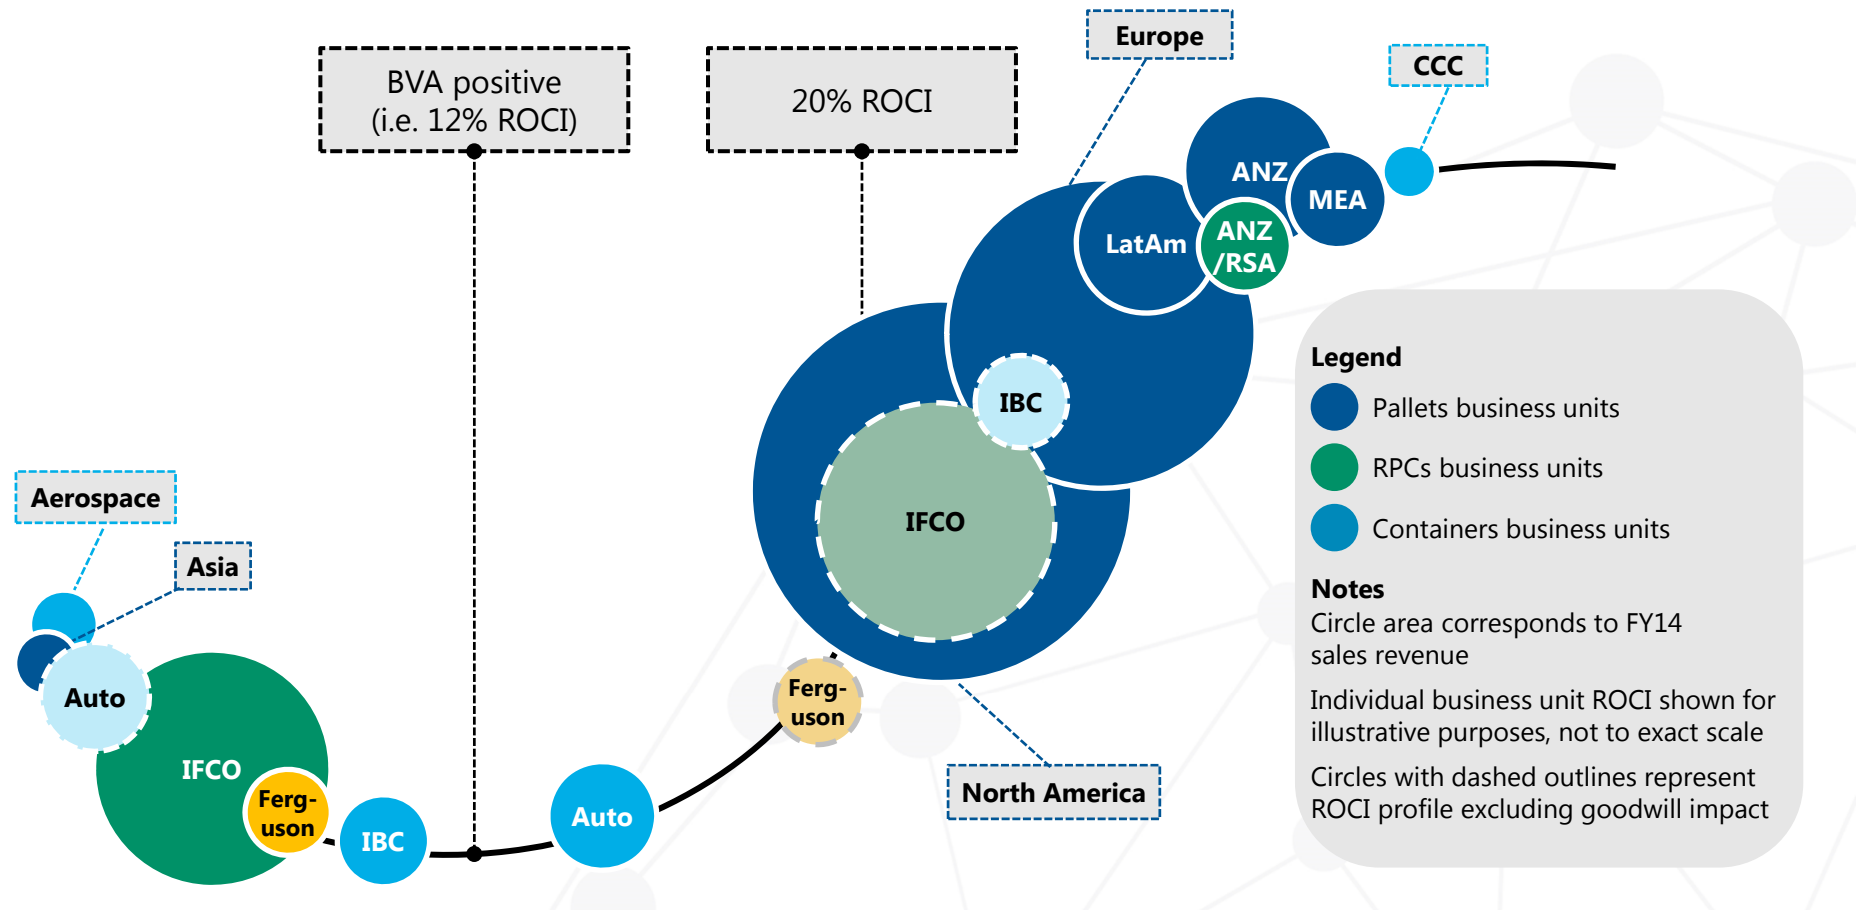 BVA positive
(i.e. 12% ROCI)
20% ROCI
Europe
CCC
ANZ
MEA
LatAm
ANZ
/RSA
IBC
IFCO
Aerospace
Asia
Auto
IFCO
Ferg-
uson
IBC
Auto
Ferg-
uson
North America
Legend
Pallets business units
RPCs business units
Containers business units
Notes
Circle area corresponds to FY14
sales revenue
Individual business unit ROCI shown for
illustrative purposes, not to exact scale
Circles with dashed outlines represent
ROCI profile excluding goodwill impact